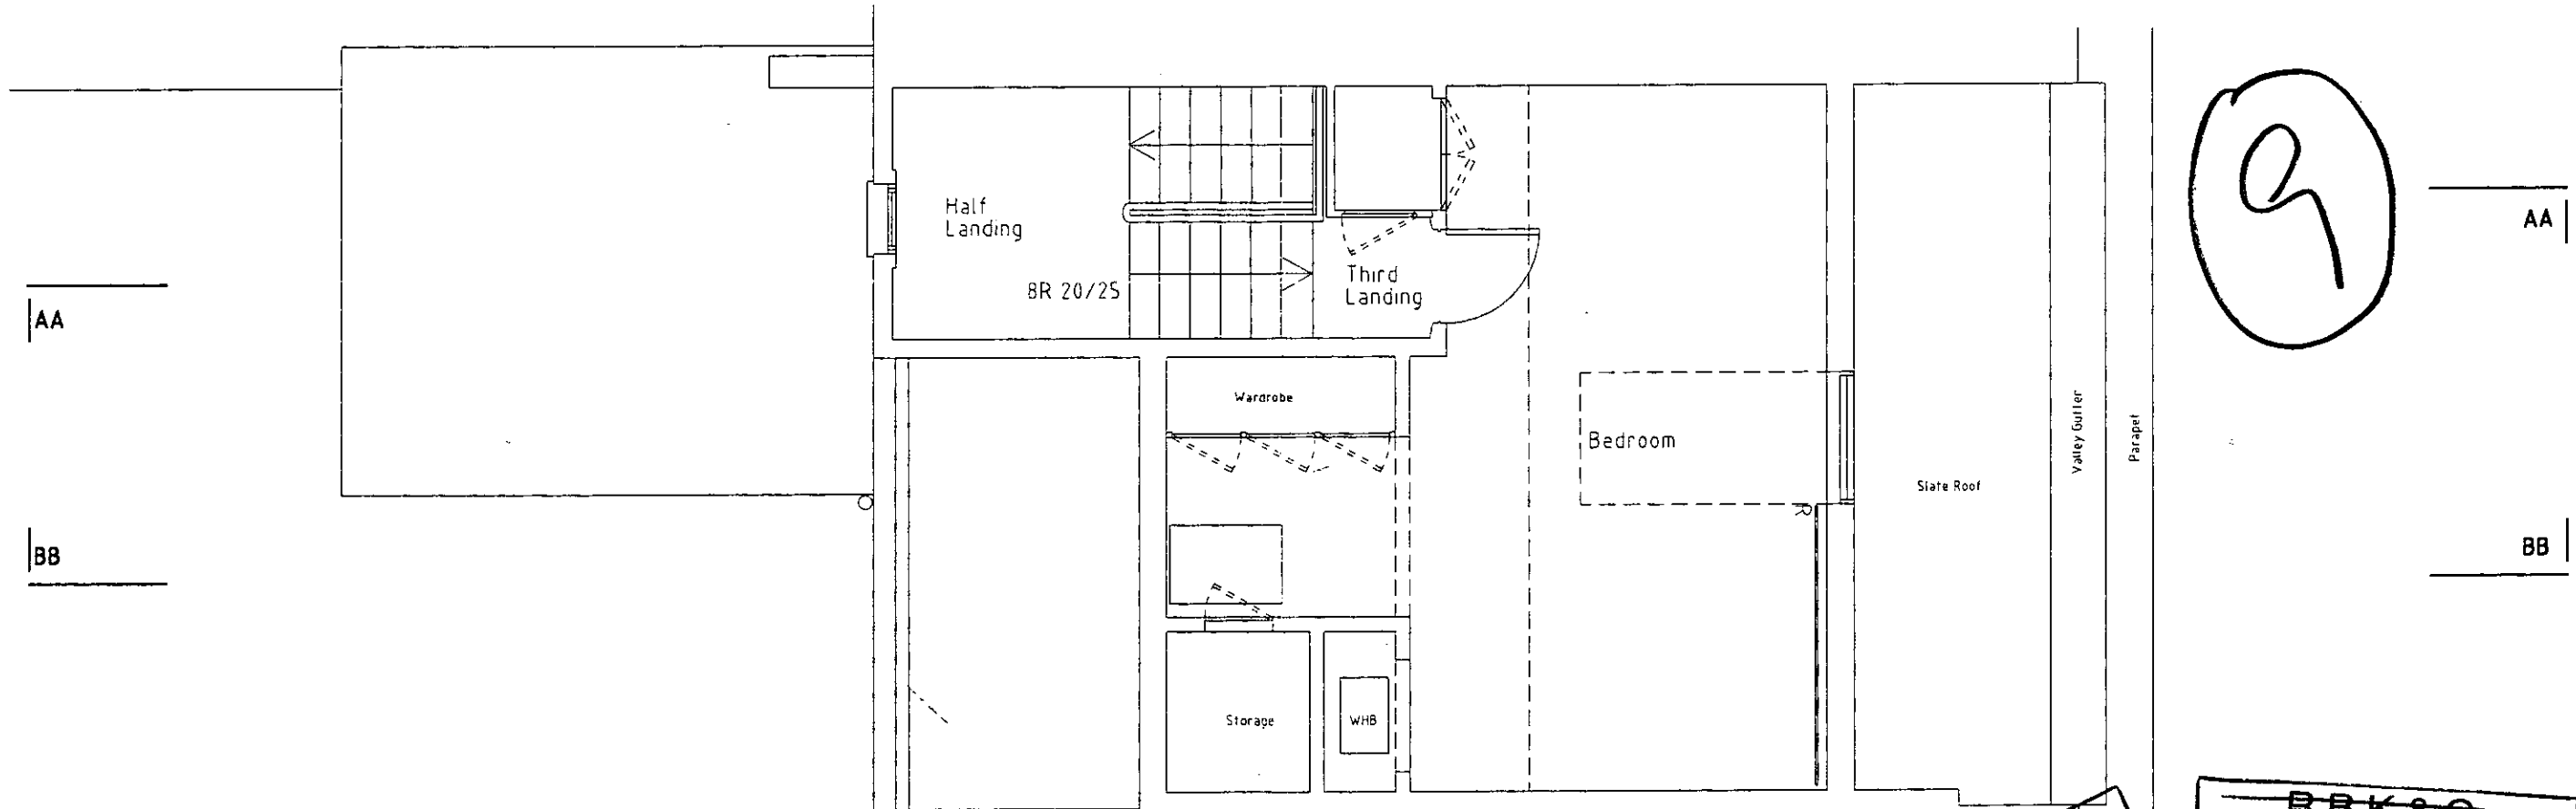 9
AA
AA
Half
Landing
8R 20/25
Third
Landing
Wardrobe
Bedroom
Valley Gutter
Parapet
Slate Roof
R
BB
BB
Storage
WHB